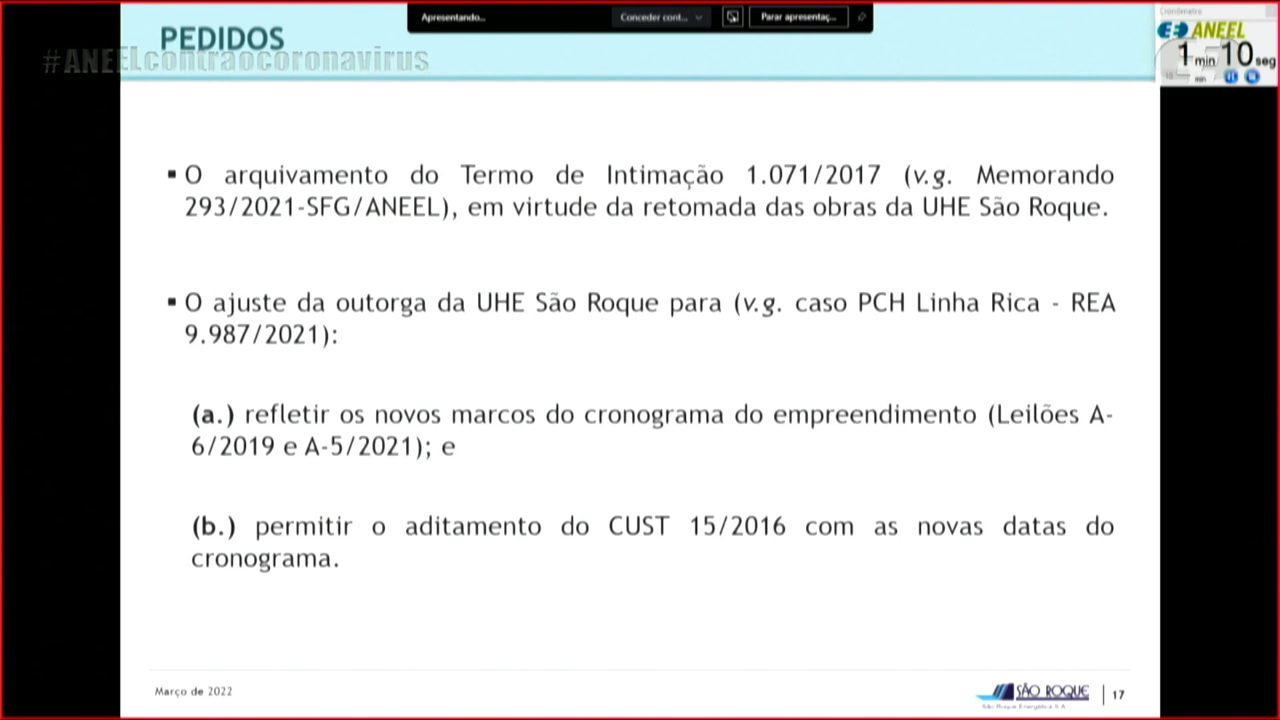 Apresentando...
Conceder cont...
Parar apresentaç...
Cronômetro
ANEEL
1 min 10 seg
PEDIDOS
#ANEELcontraocoronavirus
▪ O arquivamento do Termo de Intimação 1.071/2017 (v.g. Memorando
293/2021-SFG/ANEEL), em virtude da retomada das obras da UHE São Roque.
▪ O ajuste da outorga da UHE São Roque para (v.g. caso PCH Linha Rica - REA
9.987/2021):
(a.) refletir os novos marcos do cronograma do empreendimento (Leilões A-
6/2019 e A-5/2021); e
(b.) permitir o aditamento do CUST 15/2016 com as novas datas do
cronograma.
Março de 2022
SÃO ROQUE
São Roque Energética S.A
17